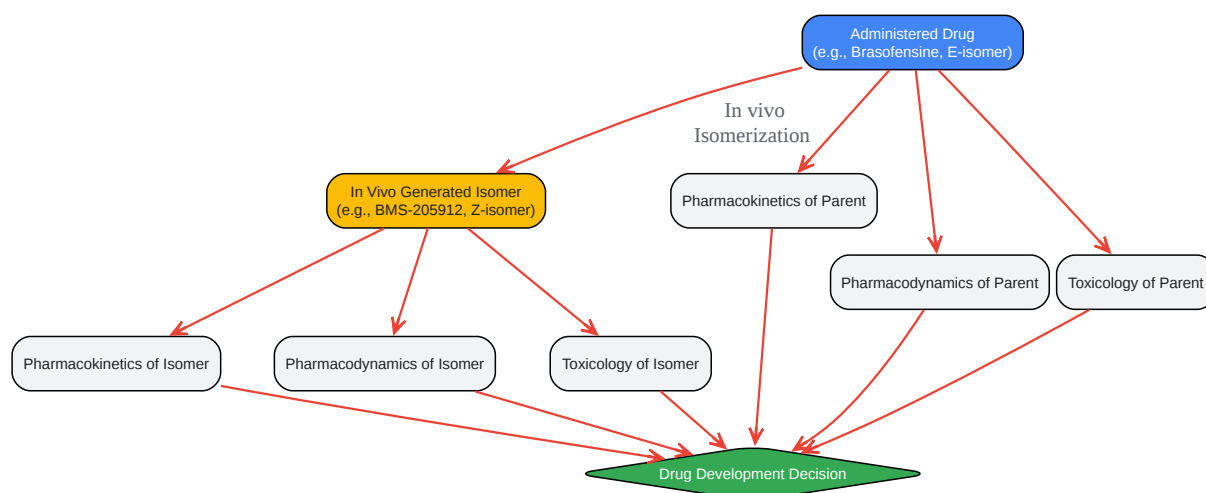 Administered Drug
(e.g., Brasofensine, E-isomer)
In vivo
Isomerization
In Vivo Generated Isomer
(e.g., BMS-205912, Z-isomer)
Pharmacokinetics of Parent
Pharmacodynamics of Parent
Toxicology of Parent
Pharmacokinetics of Isomer
Pharmacodynamics of Isomer
Toxicology of Isomer
Drug Development Decision